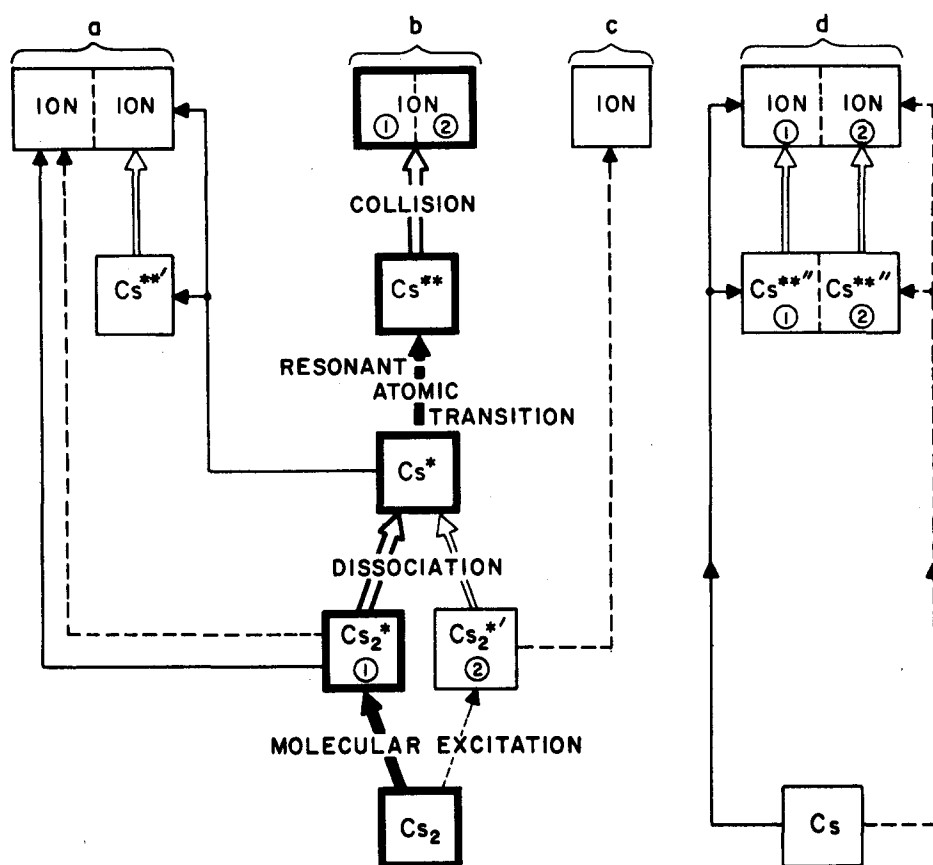 a b c d
ION ION ION ION ION ION
① ② ① ②
COLLISION
Cs**′ Cs** Cs**″ Cs**″
① ②
RESONANT
ATOMIC
TRANSITION
Cs*
DISSOCIATION
Cs₂* Cs₂*′
① ②
MOLECULAR EXCITATION
Cs₂ Cs